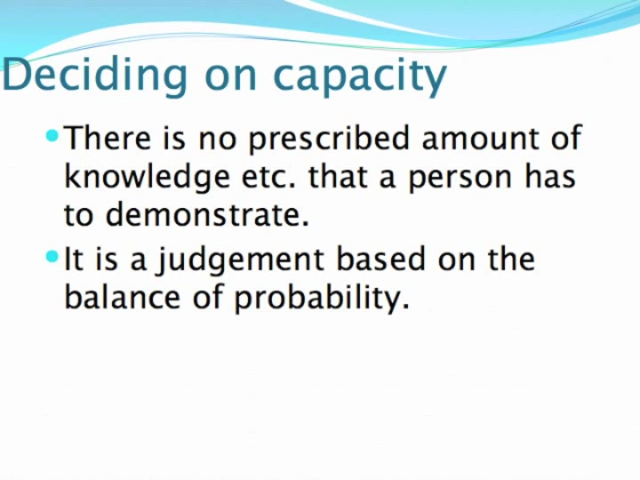 Deciding on capacity
There is no prescribed amount of
knowledge etc. that a person has
to demonstrate.
It is a judgement based on the
balance of probability.